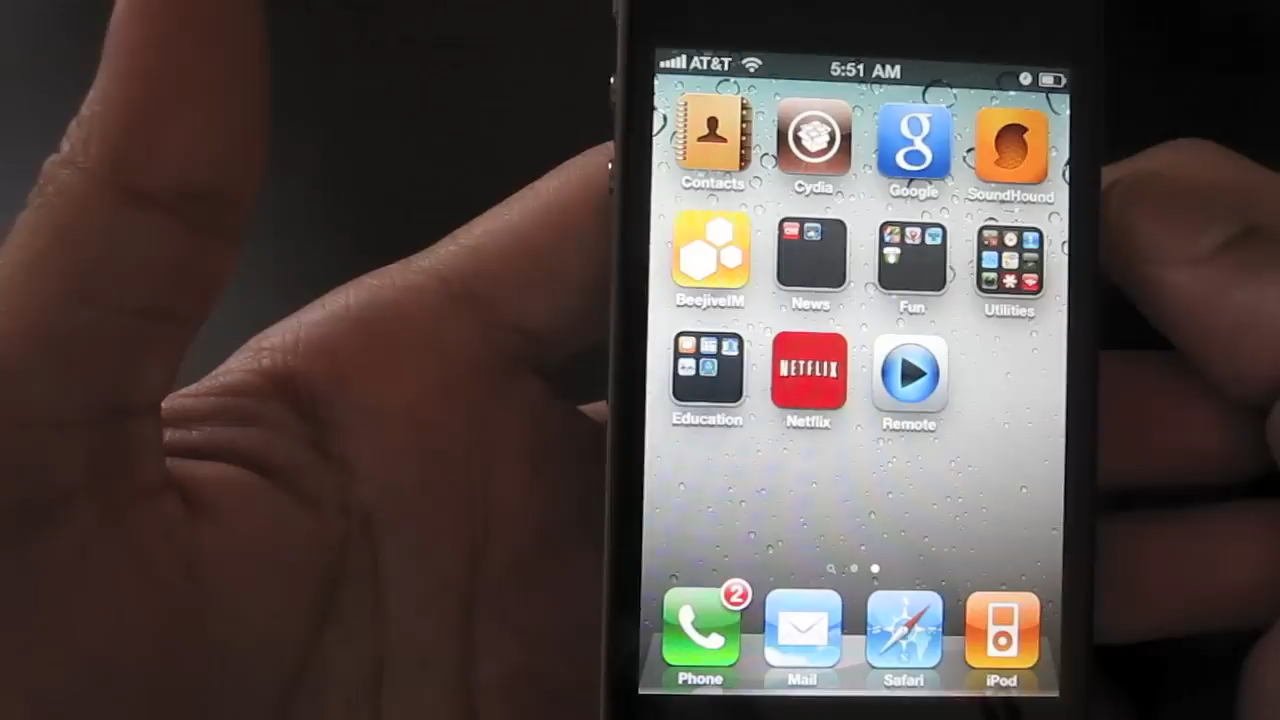 AT&T 5:51 AM
Contacts Cydia Google SoundHound
g
BeejiveIM News Fun Utilities
NETFLIX
Education Netflix Remote
2
Phone Mail Safari iPod